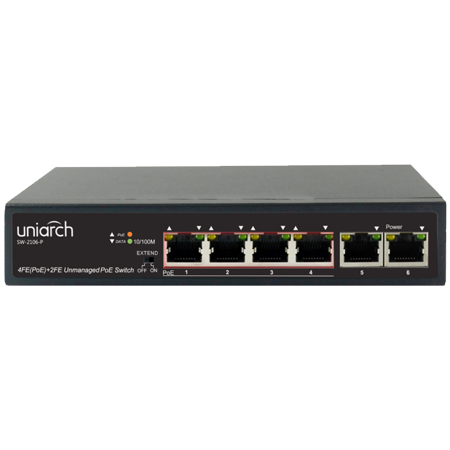 uniarch
SW-2106-P
▲ PoE
▼ DATA 10/100M
EXTEND
OFF ON
4FE(PoE)+2FE Unmanaged PoE Switch
PoE 1 2 3 4 5 6
Power